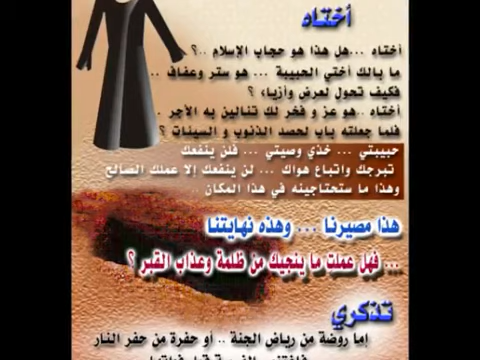 أختاه
أختاه ...هل هذا هو حجاب الإسلام ..؟
ما بالك أختي الحبيبة ... هو ستر وعفاف ..
فكيف تحول لعرض وأزياء ؟
أختاه ..هو عز و فخر لك تنالين به الأجر .
فلما جعلته باب لحصد الذنوب و السيئات ؟
حبيبتي ... خذي وصيتي ... فلن ينفعك
تبرجك واتباع هواك ... لن ينفعك إلا عملك الصالح
وهذا ما ستحتاجينه في هذا المكان ..
هذا مصيرنا ... وهذه نهايتنا
... فهل عملت ما ينجيك من ظلمة وعذاب القبر ؟
تذكري
إما روضة من رياض الجنة .. أو حفرة من حفر النار